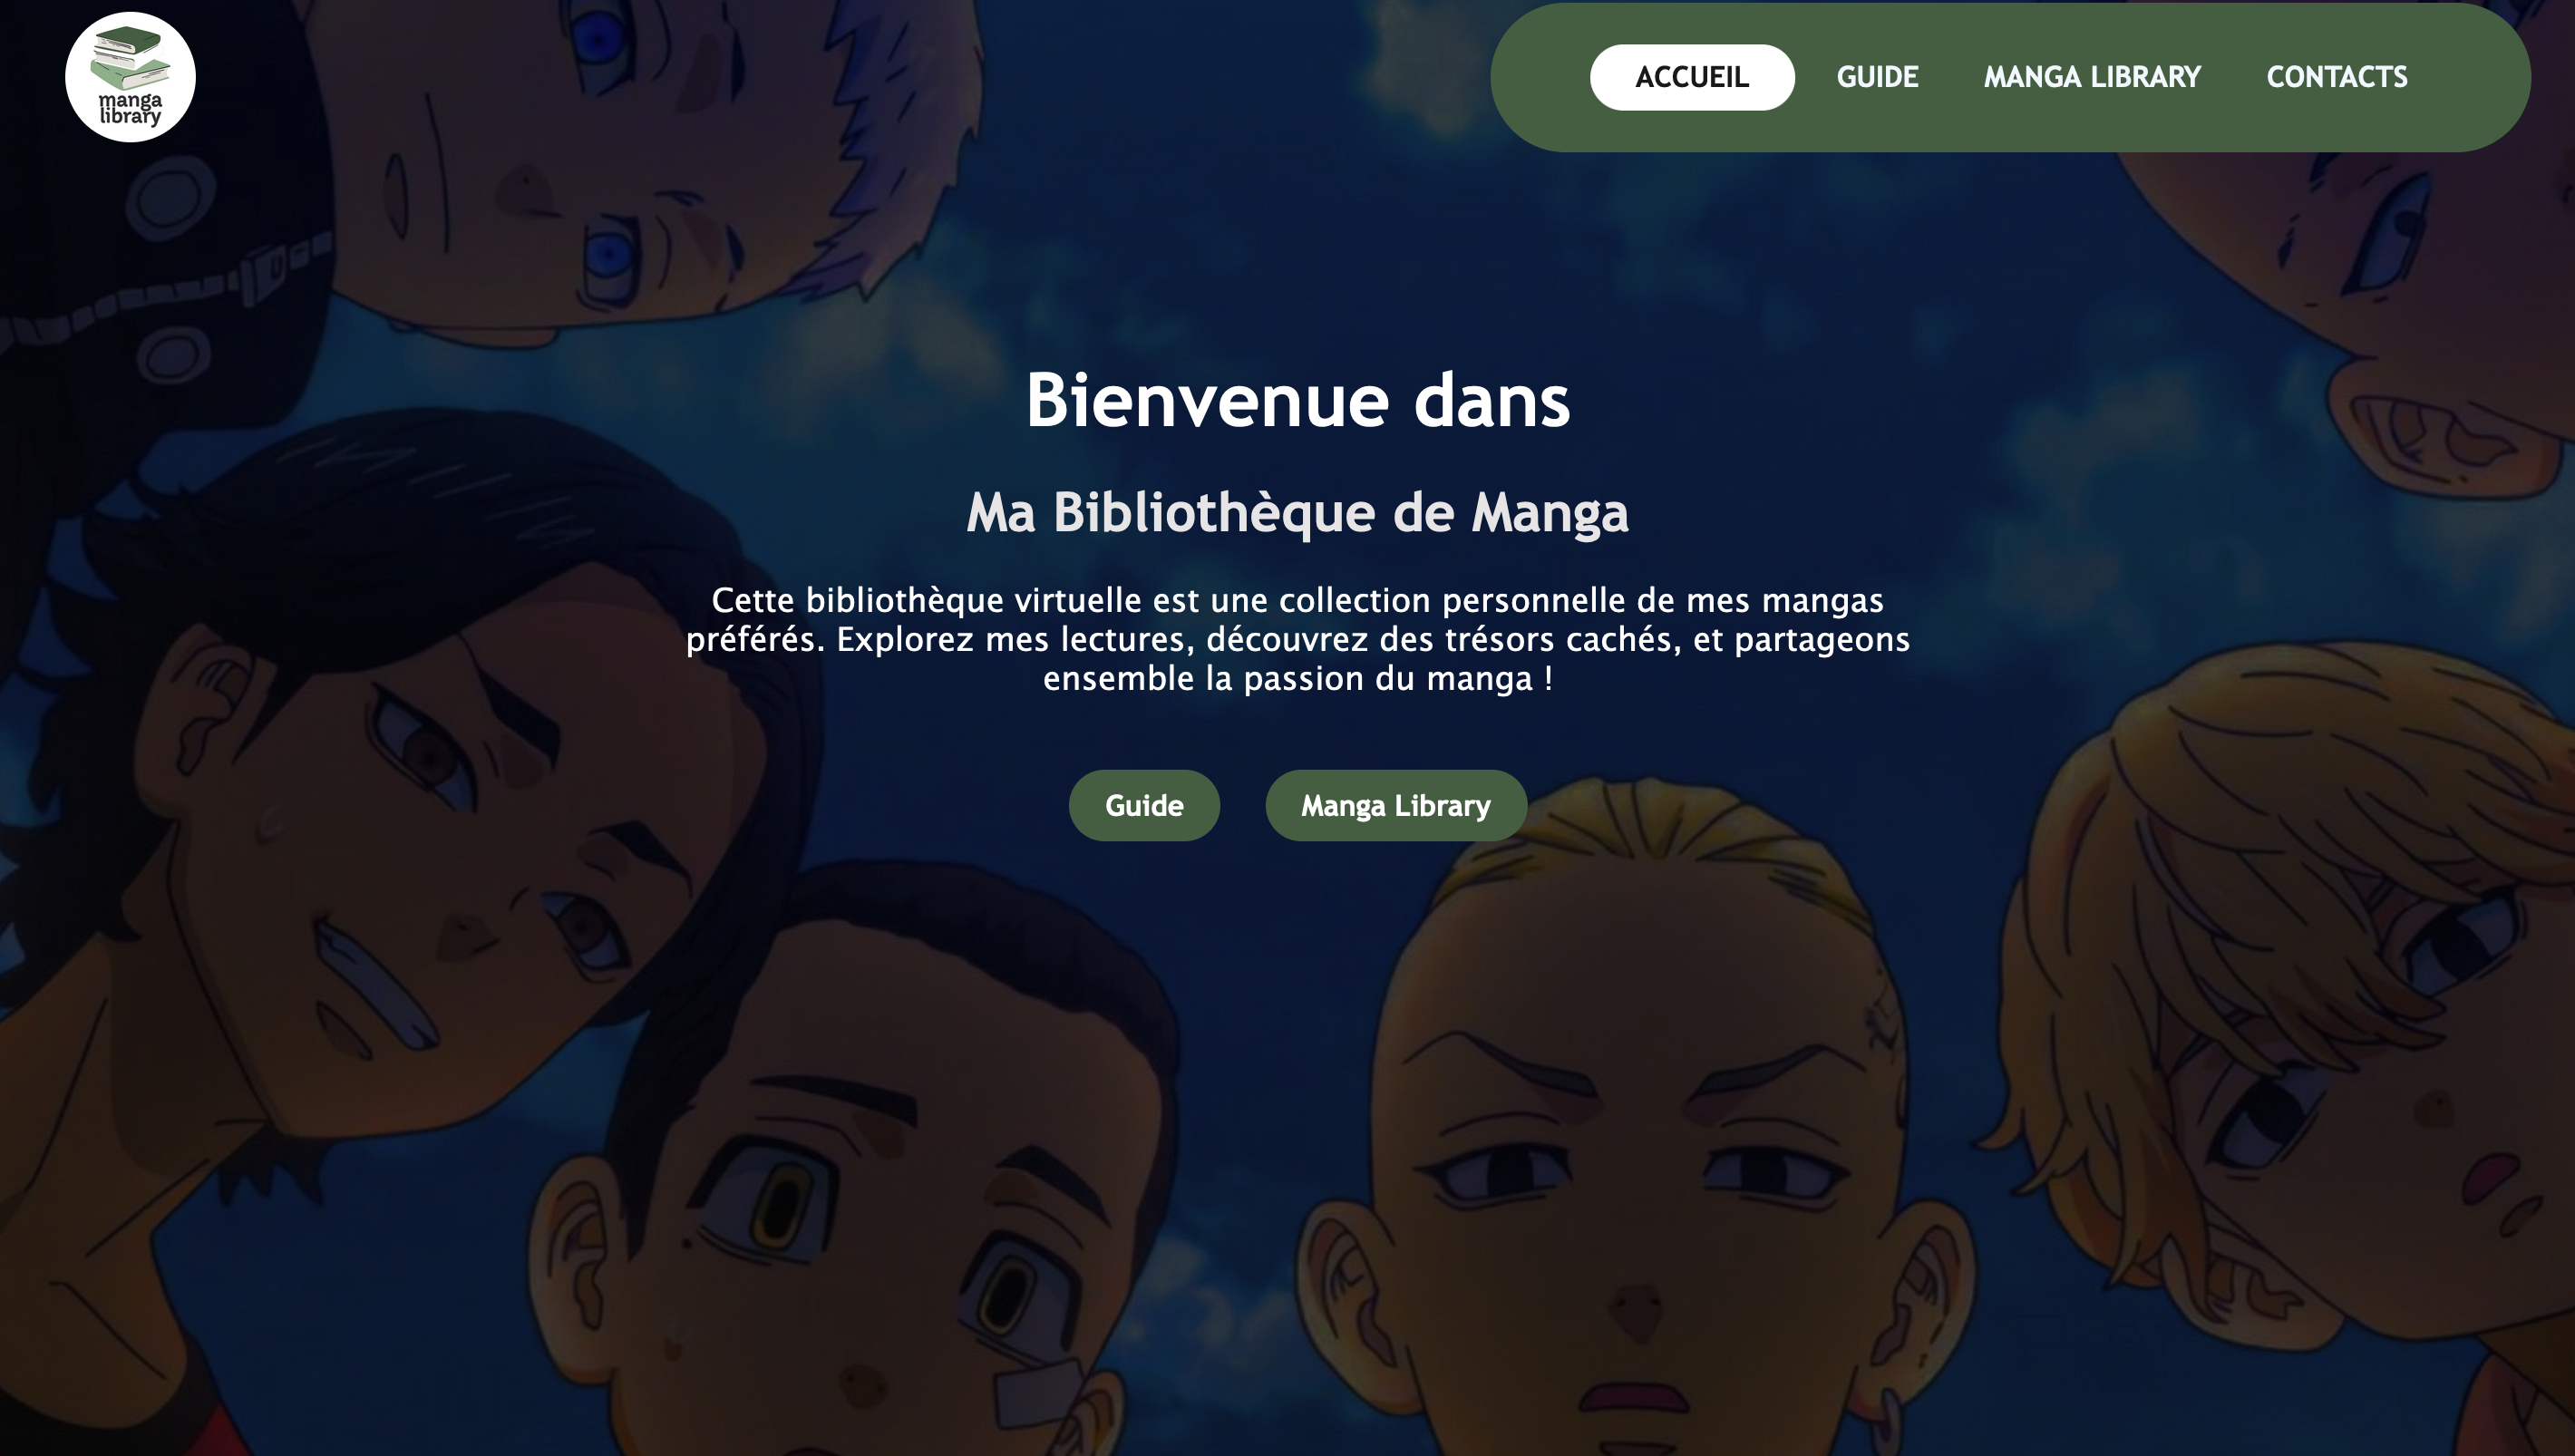 manga
library
ACCUEIL GUIDE MANGA LIBRARY CONTACTS
Bienvenue dans
Ma Bibliothèque de Manga
Cette bibliothèque virtuelle est une collection personnelle de mes mangas
préférés. Explorez mes lectures, découvrez des trésors cachés, et partageons
ensemble la passion du manga !
Guide Manga Library